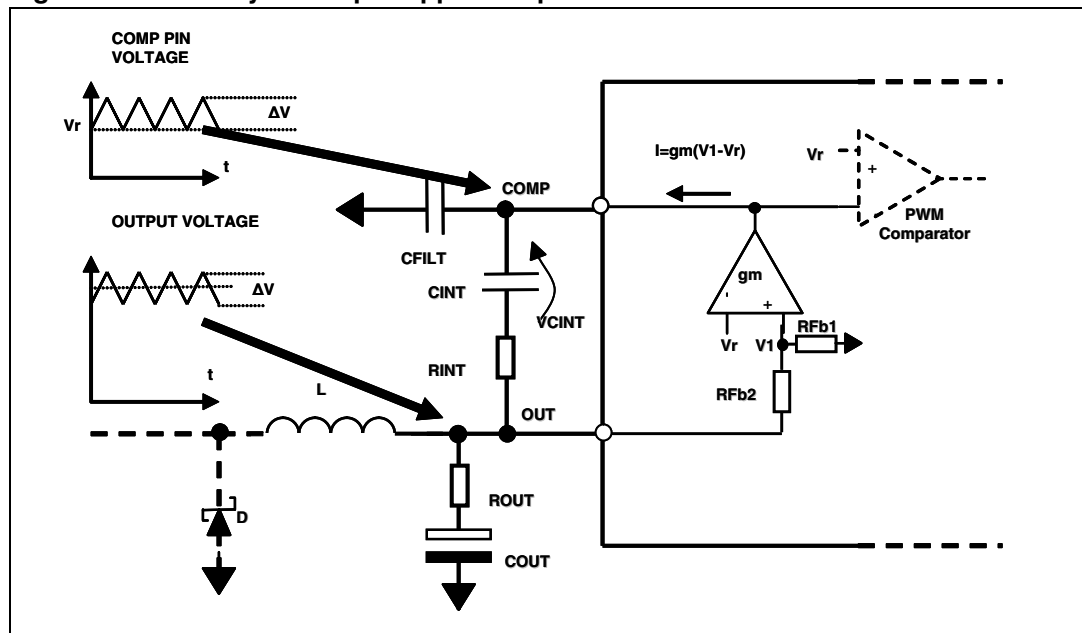 COMP PIN
VOLTAGE
ΔV
Vr
t
I=gm(V1-Vr)
Vr
+
PWM
Comparator
COMP
OUTPUT VOLTAGE
CFILT
gm
ΔV
CINT
VCINT
- +
Vr V1 RFb1
RINT
t
L
RFb2
OUT
D
ROUT
COUT